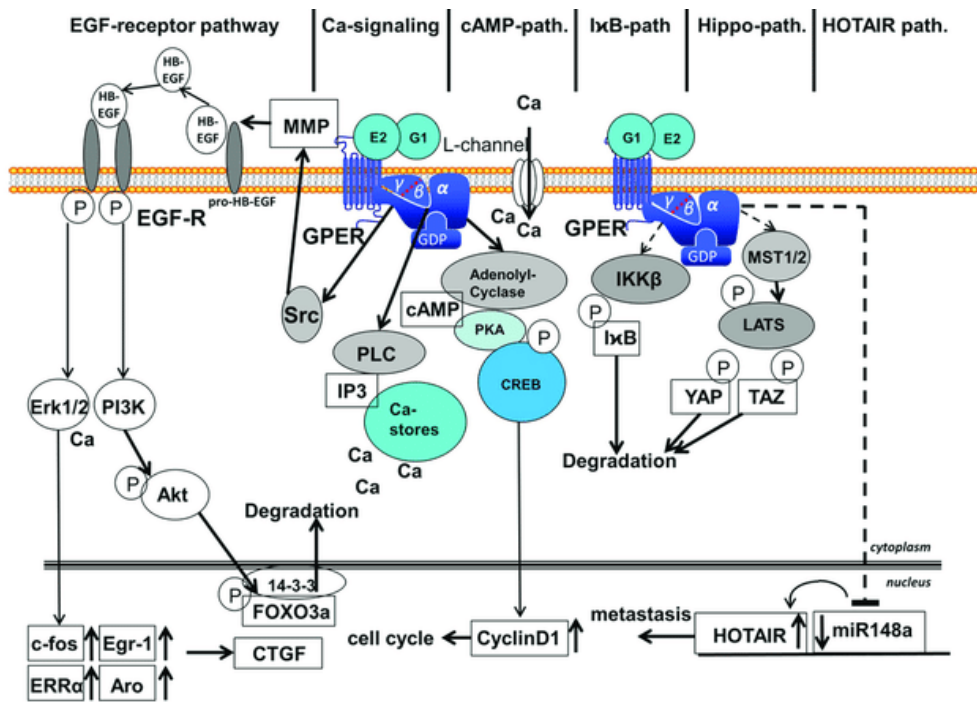 EGF-receptor pathway
Ca-signaling
cAMP-path.
IϰB-path
Hippo-path.
HOTAIR path.
HB-
EGF
HB-
EGF
HB-
EGF
MMP
E2
G1
L-channel
Ca
G1
E2
pro-HB-EGF
P
P
EGF-R
γ
β
α
GDP
GPER
Ca
Ca
γ
β
α
GDP
GPER
Src
Adenolyl-
Cyclase
cAMP
PKA
P
CREB
PLC
IP3
Ca-
stores
Ca
Ca
Ca
IKKβ
P
IϰB
MST1/2
P
LATS
P
P
YAP
TAZ
Degradation
Erk1/2
PI3K
Ca
P
Akt
Degradation
cytoplasm
nucleus
14-3-3
P
FOXO3a
c-fos
Egr-1
ERRα
Aro
CTGF
cell cycle
CyclinD1
metastasis
HOTAIR
miR148a